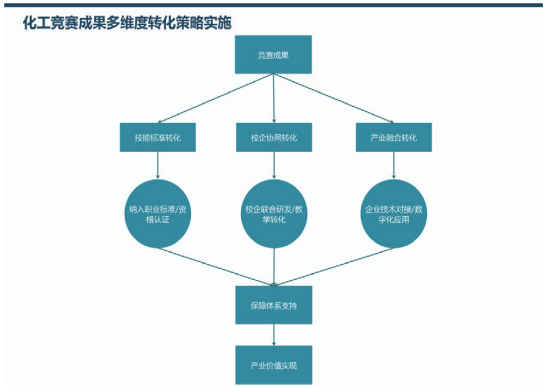 化工竞赛成果多维度转化策略实施
竞赛成果
技能标准转化
校企协同转化
产业融合转化
纳入职业标准/资
格认证
校企联合研发/教
学转化
企业技术对接/数
字化应用
保障体系支持
产业价值实现